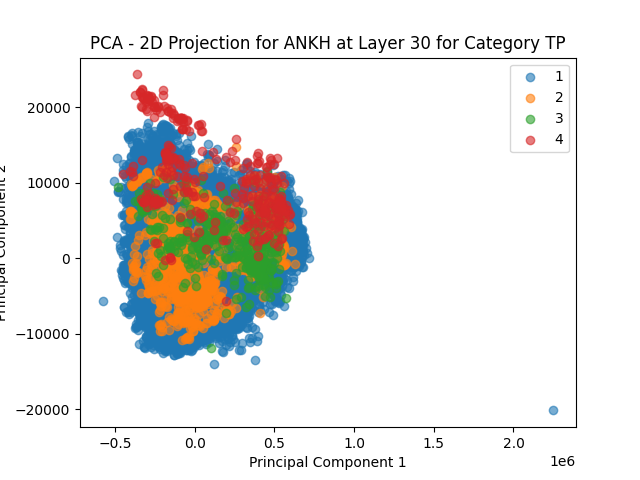 PCA - 2D Projection for ANKH at Layer 30 for Category TP
1
2
3
4
20000
10000
0
−10000
−20000
Principal Component 2
−0.5 0.0 0.5 1.0 1.5 2.0
1e6
Principal Component 1